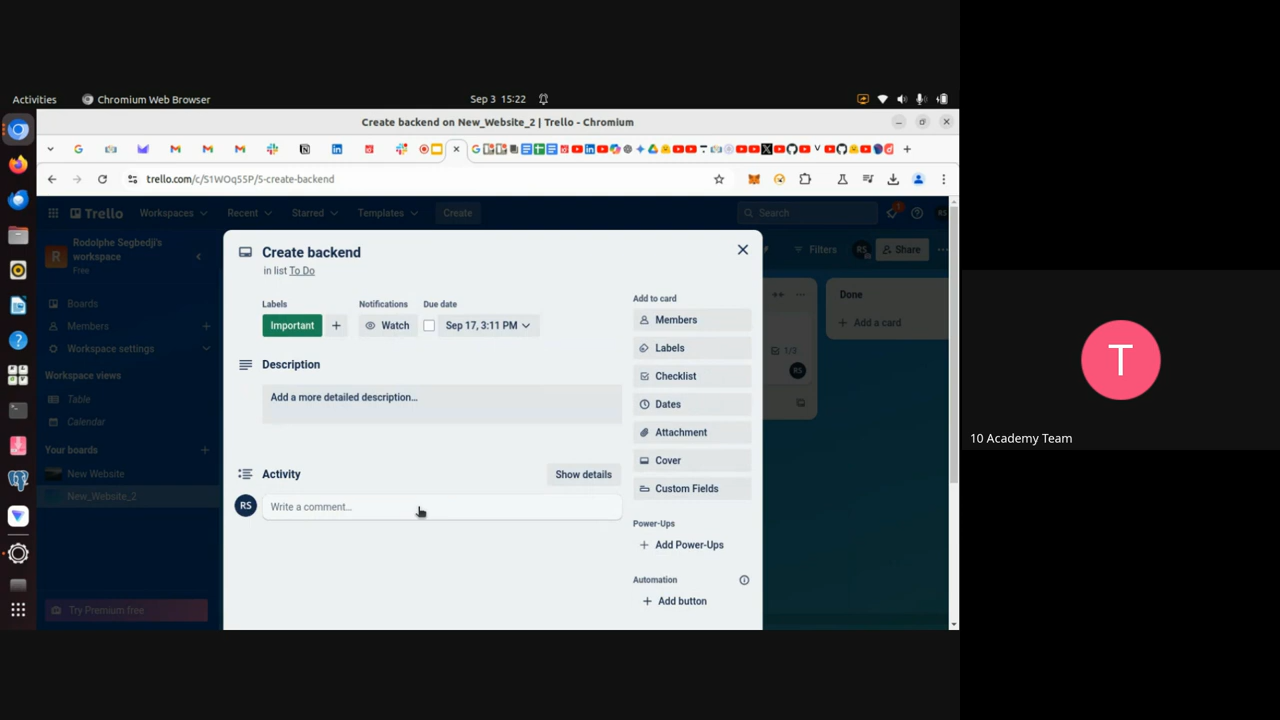 Activities
Chromium Web Browser
Sep 3 15:22
Create backend on New_Website_2 | Trello - Chromium
trello.com/c/S1WOq55P/5-create-backend
Trello
Workspaces
Recent
Starred
Templates
Create
Search
RS
R
Rodolphe Segbedji's
workspace
Free
Filters
RS
Share
Boards
Members
Workspace settings
Workspace views
Table
Calendar
Your boards
New Website
New_Website_2
Try Premium free
Create backend
in list To Do
Labels
Notifications
Due date
Important
Watch
Sep 17, 3:11 PM
Description
Add a more detailed description…
Activity
Show details
RS
Write a comment…
Add to card
Members
Labels
Checklist
Dates
Attachment
Cover
Custom Fields
Power-Ups
Add Power-Ups
Automation
Add button
Done
Add a card
1/3
RS
T
10 Academy Team